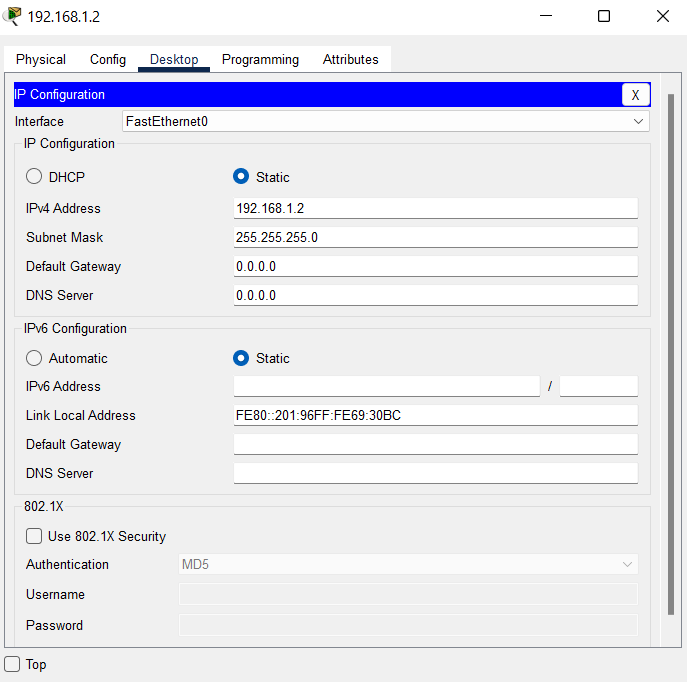 192.168.1.2
Physical Config Desktop Programming Attributes
IP Configuration X
Interface FastEthernet0
IP Configuration
DHCP Static
IPv4 Address 192.168.1.2
Subnet Mask 255.255.255.0
Default Gateway 0.0.0.0
DNS Server 0.0.0.0
IPv6 Configuration
Automatic Static
IPv6 Address /
Link Local Address FE80::201:96FF:FE69:30BC
Default Gateway
DNS Server
802.1X
Use 802.1X Security
Authentication MD5
Username
Password
Top